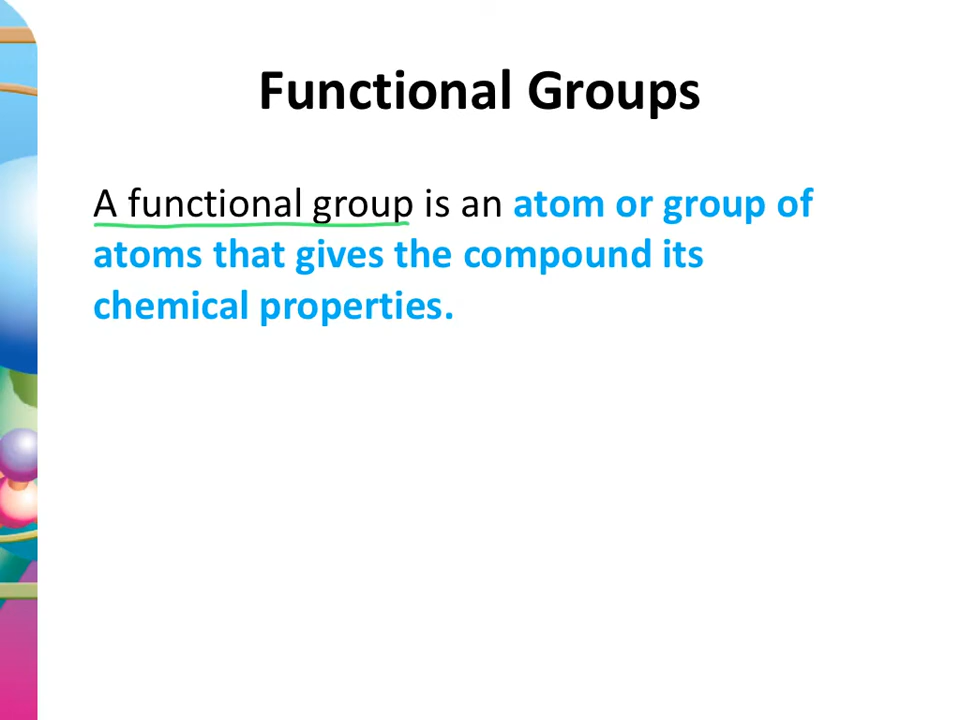 Functional Groups
A functional group is an atom or group of
atoms that gives the compound its
chemical properties.